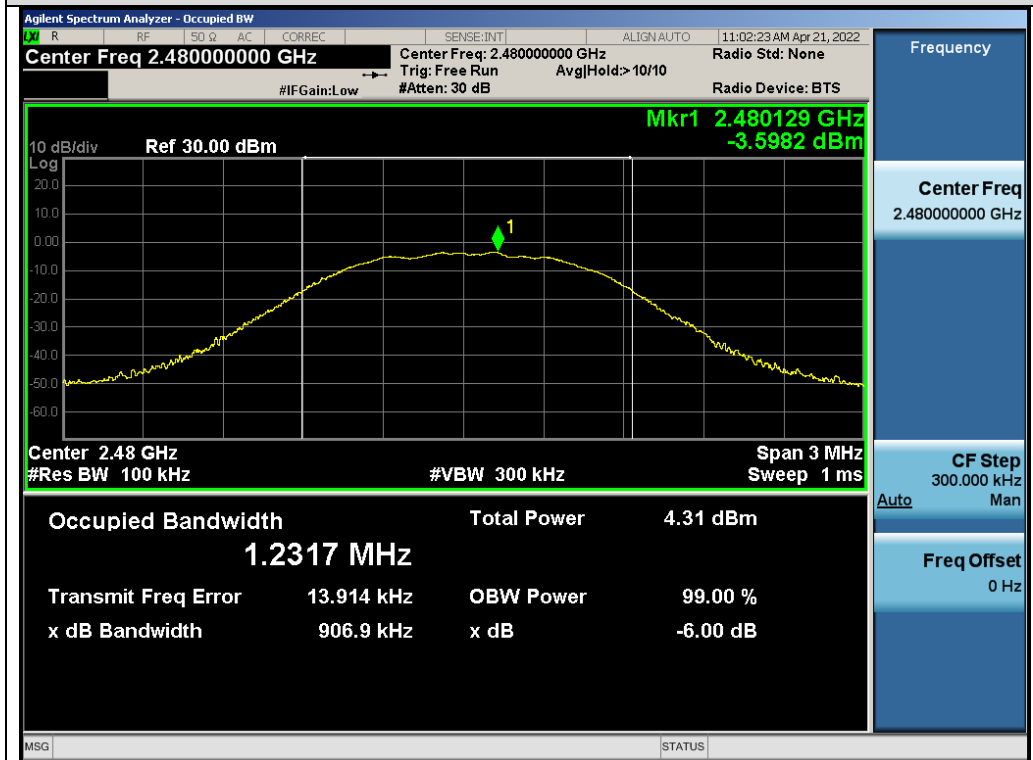 Agilent Spectrum Analyzer - Occupied BW
LXI R RF 50 Ω AC CORREC SENSE:INT ALIGN AUTO 11:02:23 AM Apr 21, 2022
Center Freq 2.480000000 GHz Center Freq: 2.480000000 GHz Radio Std: None
Trig: Free Run Avg|Hold:> 10/10
#IFGain:Low #Atten: 30 dB Radio Device: BTS
Frequency
Mkr1 2.480129 GHz
-3.5982 dBm
10 dB/div Ref 30.00 dBm
Log
20.0
10.0
0.00
-10.0
-20.0
-30.0
-40.0
-50.0
-60.0
1
Center 2.48 GHz Span 3 MHz
#Res BW 100 kHz #VBW 300 kHz Sweep 1 ms
Occupied Bandwidth Total Power 4.31 dBm
1.2317 MHz
Transmit Freq Error 13.914 kHz OBW Power 99.00 %
x dB Bandwidth 906.9 kHz x dB -6.00 dB
Center Freq
2.480000000 GHz
CF Step
300.000 kHz
Auto Man
Freq Offset
0 Hz
MSG STATUS